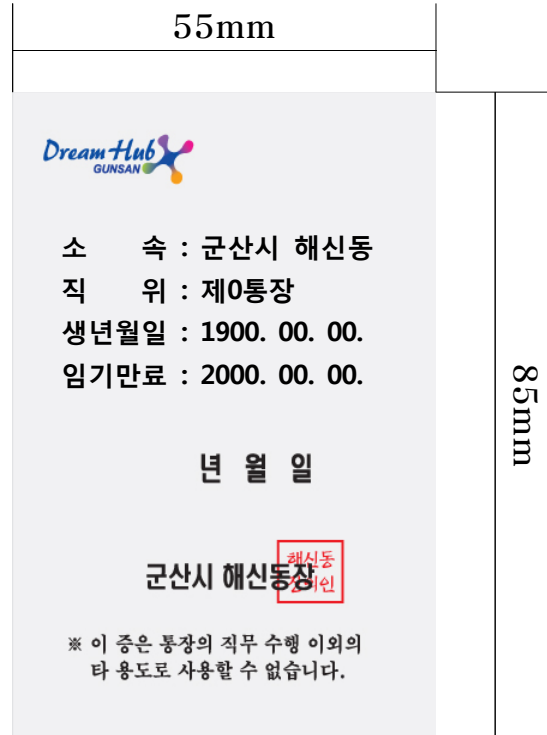 55mm
Dream Hub
GUNSAN
소 속 : 군산시 해신동
직 위 : 제0통장
생년월일 : 1900. 00. 00.
임기만료 : 2000. 00. 00.
85mm
년 월 일
군산시 해신동장
해신동
인
※ 이 증은 통장의 직무 수행 이외의
타 용도로 사용할 수 없습니다.